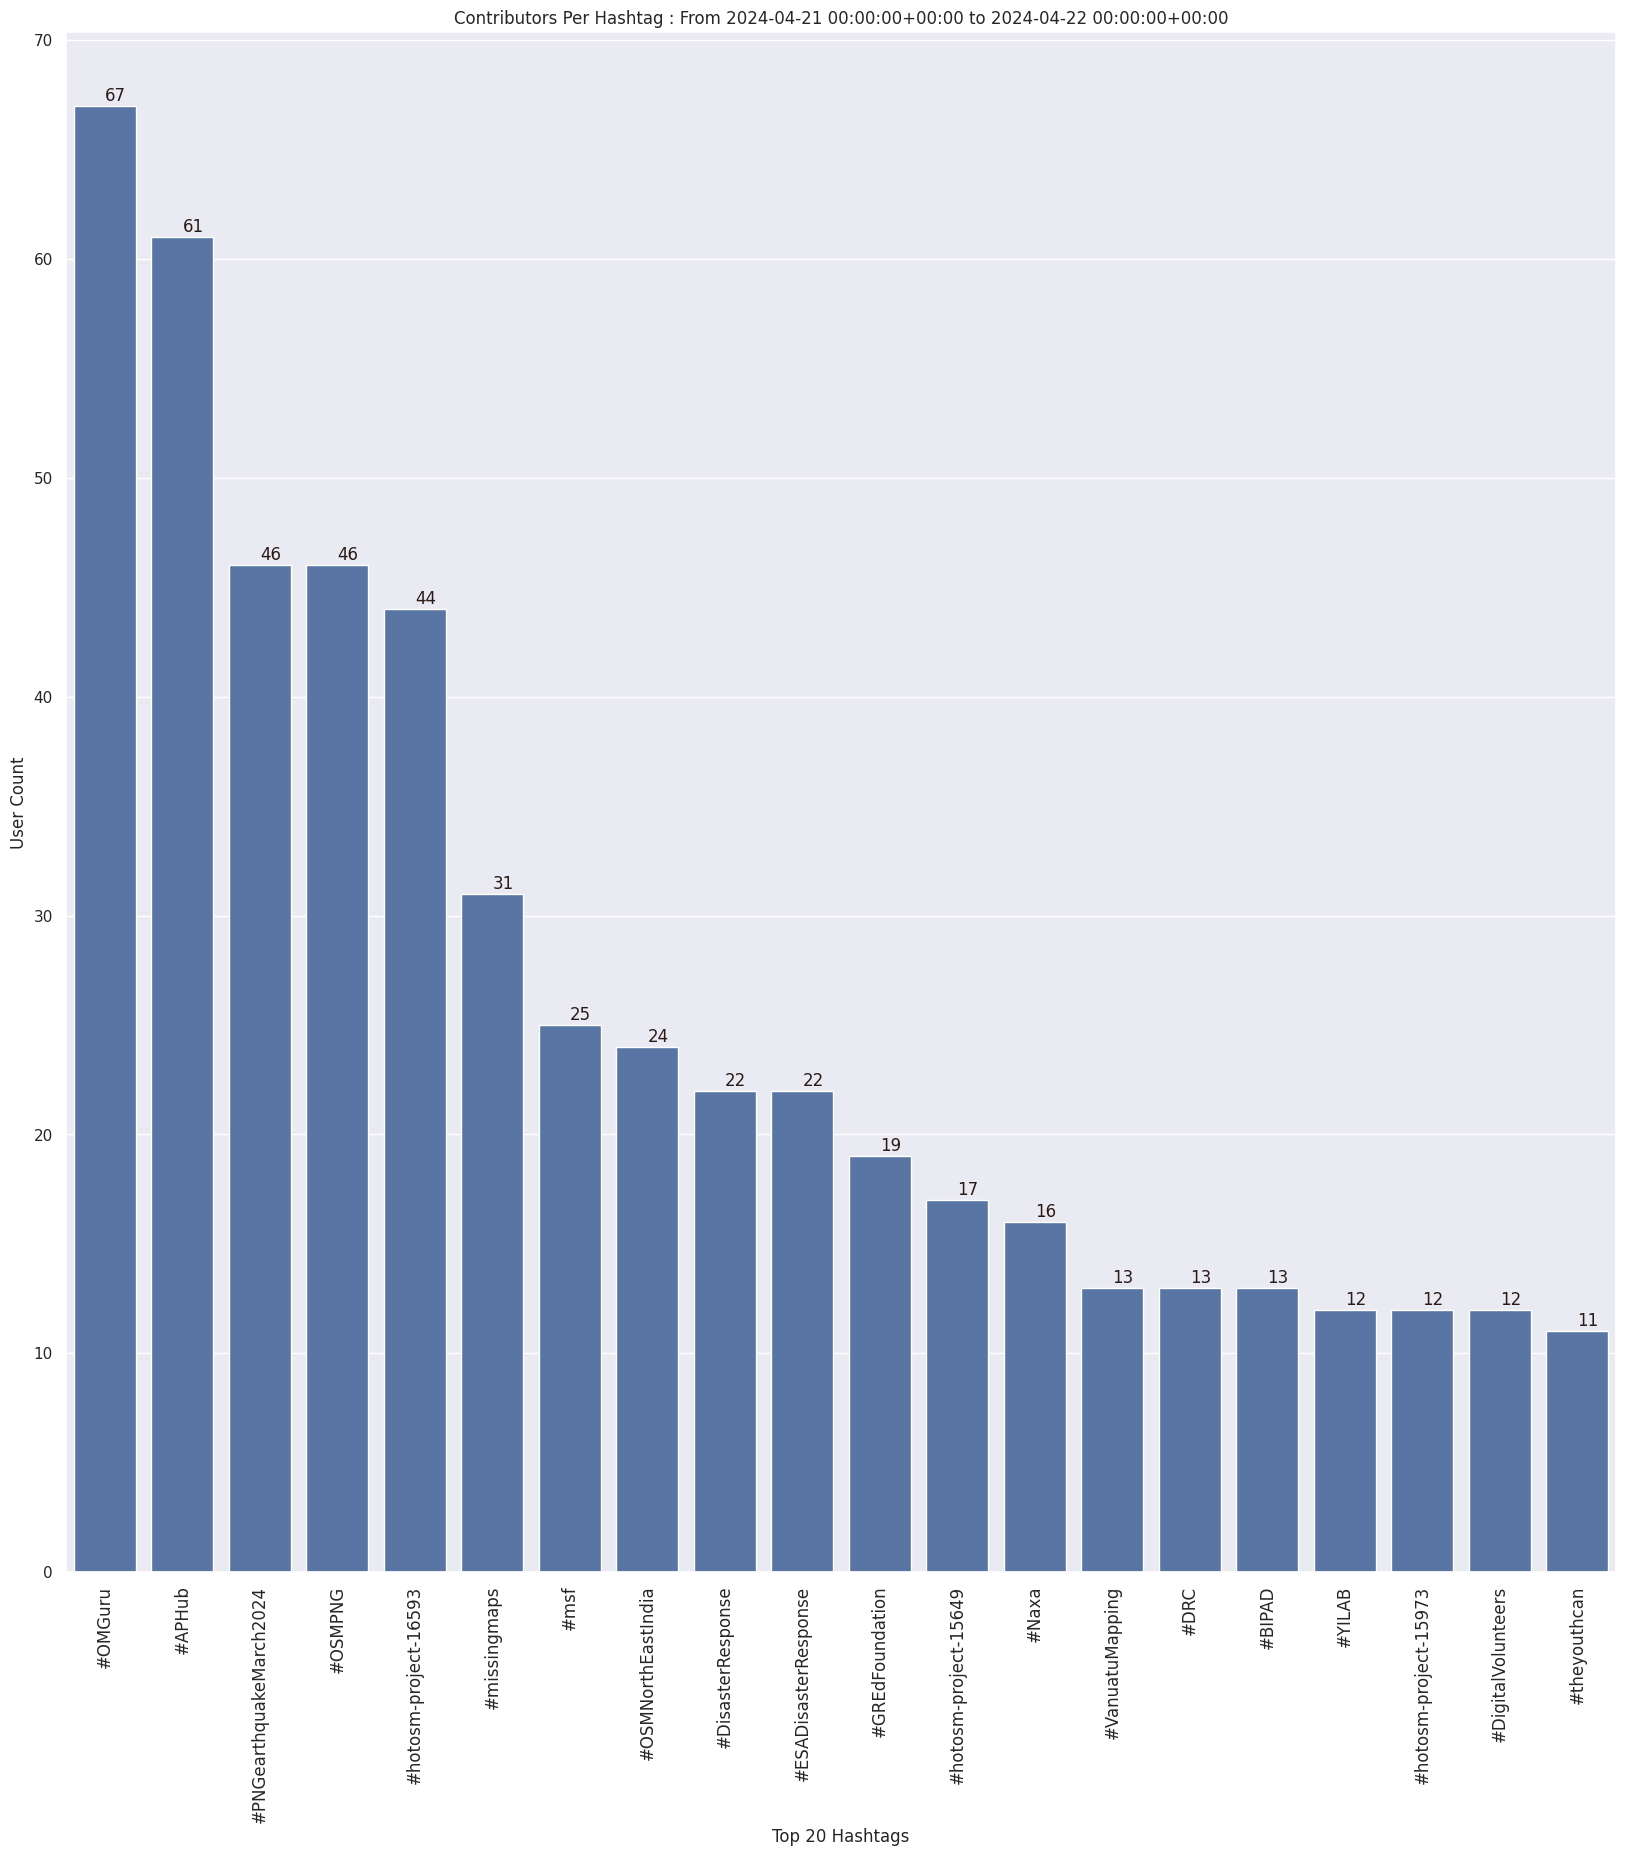 Contributors Per Hashtag : From 2024-04-21 00:00:00+00:00 to 2024-04-22 00:00:00+00:00
70
60
50
40
30
20
10
0
User Count
67
61
46
46
44
31
25
24
22
22
19
17
16
13
13
13
12
12
12
11
#OMGuru
#APHub
#PNGearthquakeMarch2024
#OSMPNG
#hotosm-project-16593
#missingmaps
#msf
#OSMNorthEastIndia
#DisasterResponse
#ESADisasterResponse
#GREdFoundation
#hotosm-project-15649
#Naxa
#VanuatuMapping
#DRC
#BIPAD
#YILAB
#hotosm-project-15973
#DigitalVolunteers
#theyouthcan
Top 20 Hashtags